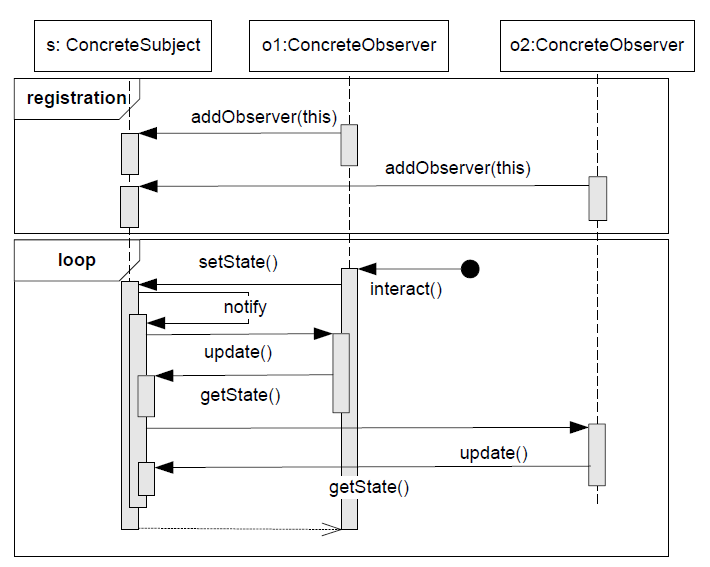 s: ConcreteSubject
o1:ConcreteObserver
o2:ConcreteObserver
registration
addObserver(this)
addObserver(this)
loop
setState()
interact()
notify
update()
getState()
update()
getState()